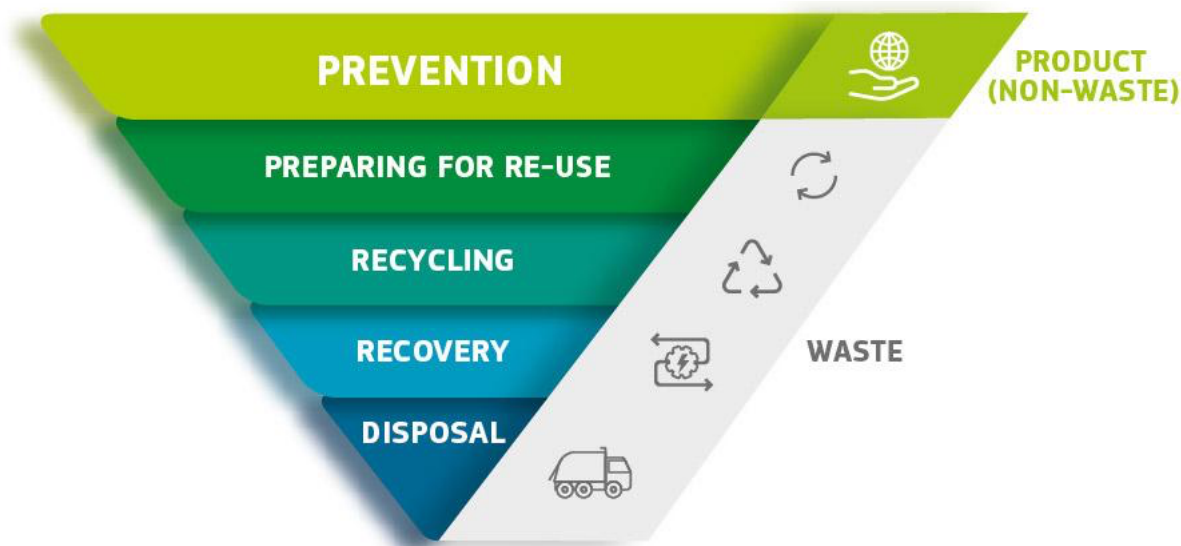 PREVENTION
PRODUCT
(NON-WASTE)
PREPARING FOR RE-USE
RECYCLING
RECOVERY
WASTE
DISPOSAL